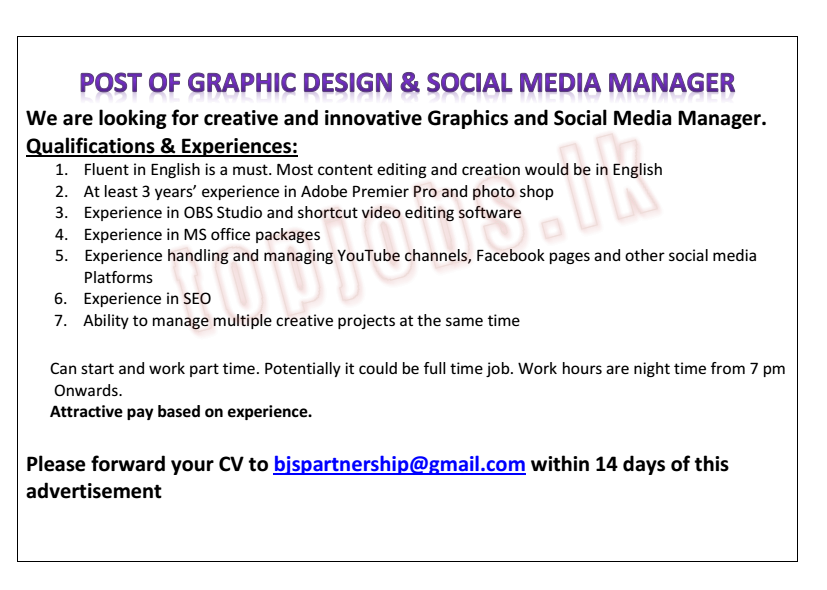 POST OF GRAPHIC DESIGN & SOCIAL MEDIA MANAGER
We are looking for creative and innovative Graphics and Social Media Manager.
Qualifications & Experiences:
1. Fluent in English is a must. Most content editing and creation would be in English
2. At least 3 years’ experience in Adobe Premier Pro and photo shop
3. Experience in OBS Studio and shortcut video editing software
4. Experience in MS office packages
5. Experience handling and managing YouTube channels, Facebook pages and other social media
Platforms
6. Experience in SEO
7. Ability to manage multiple creative projects at the same time
Can start and work part time. Potentially it could be full time job. Work hours are night time from 7 pm
Onwards.
Attractive pay based on experience.
Please forward your CV to bjspartnership@gmail.com within 14 days of this
advertisement
topjobs.lk